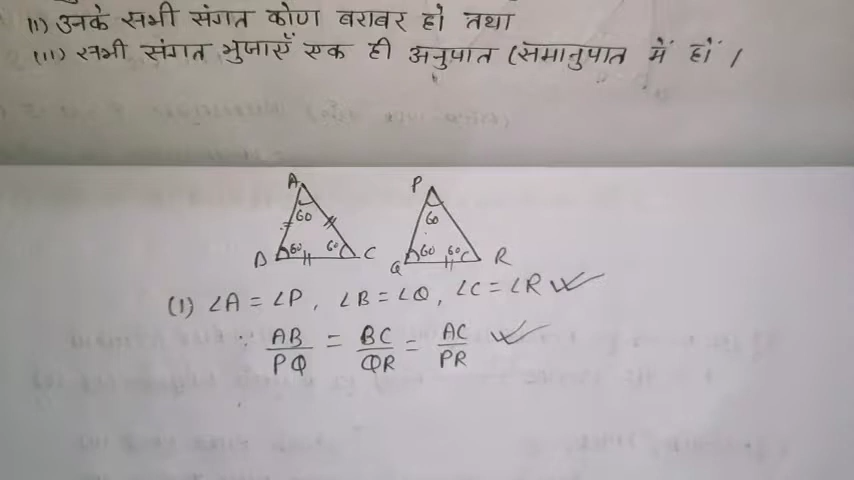 (i) उनके सभी संगत कोण बराबर हो तथा
(ii) सभी संगत भुजाएँ एक ही अनुपात (समानुपात में हों ।
A
60
B 60 60 C
P
60
Q 60 60 R
(1) ∠A = ∠P , ∠B = ∠Q , ∠C = ∠R
∵ AB/PQ = BC/QR = AC/PR